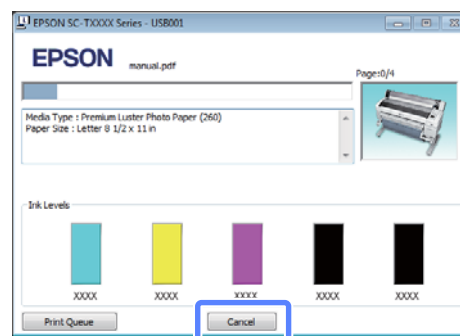 EPSON SC-TXXXX Series - USB001
EPSON
manual.pdf
Page:0/4
Media Type : Premium Luster Photo Paper (260)
Paper Size : Letter 8 1/2 x 11 in
Ink Levels
XXXX XXXX XXXX XXXX XXXX
Print Queue Cancel